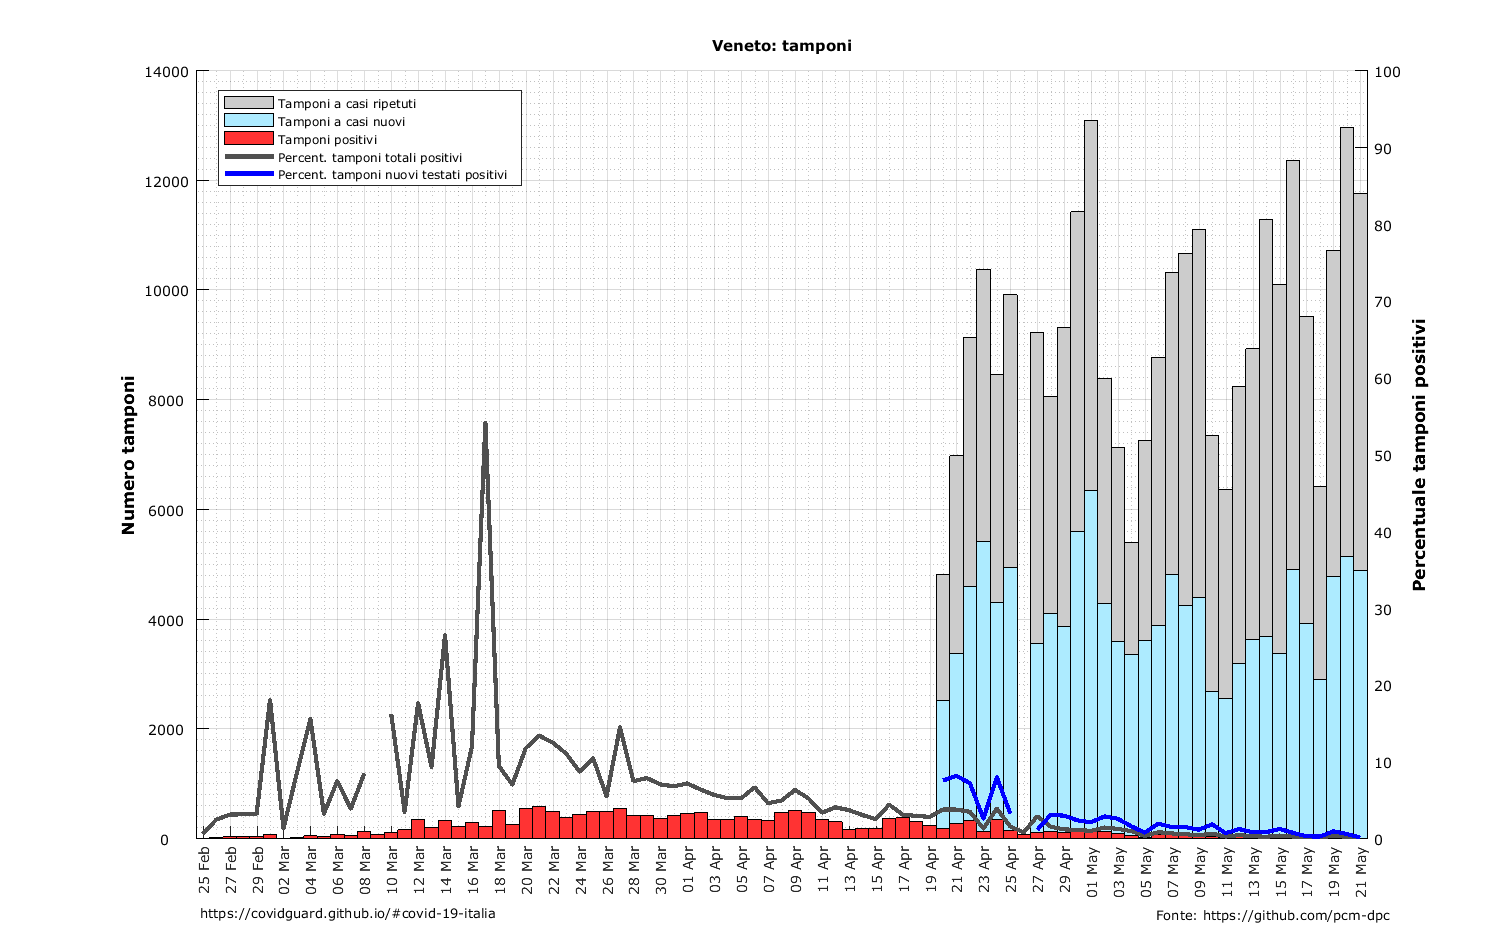 Veneto: tamponi
Tamponi a casi ripetuti
Tamponi a casi nuovi
Tamponi positivi
Percent. tamponi totali positivi
Percent. tamponi nuovi testati positivi
Numero tamponi
14000
12000
10000
8000
6000
4000
2000
0
Percentuale tamponi positivi
100
90
80
70
60
50
40
30
20
10
0
25 Feb
27 Feb
29 Feb
02 Mar
04 Mar
06 Mar
08 Mar
10 Mar
12 Mar
14 Mar
16 Mar
18 Mar
20 Mar
22 Mar
24 Mar
26 Mar
28 Mar
30 Mar
01 Apr
03 Apr
05 Apr
07 Apr
09 Apr
11 Apr
13 Apr
15 Apr
17 Apr
19 Apr
21 Apr
23 Apr
25 Apr
27 Apr
29 Apr
01 May
03 May
05 May
07 May
09 May
11 May
13 May
15 May
17 May
19 May
21 May
https://covidguard.github.io/#covid-19-italia
Fonte: https://github.com/pcm-dpc